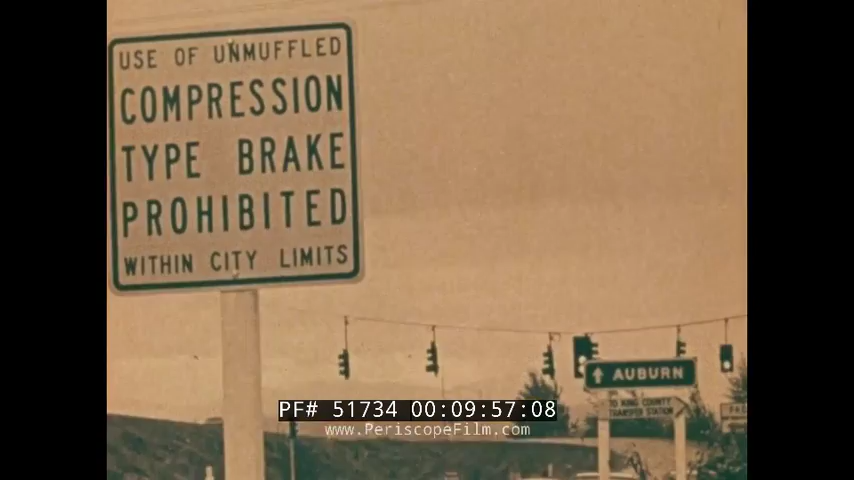 USE OF UNMUFFLED
COMPRESSION
TYPE BRAKE
PROHIBITED
WITHIN CITY LIMITS
AUBURN
TO KING COUNTY
TRANSFER STATION
PF# 51734 00:09:57:08
www.PeriscopeFilm.com